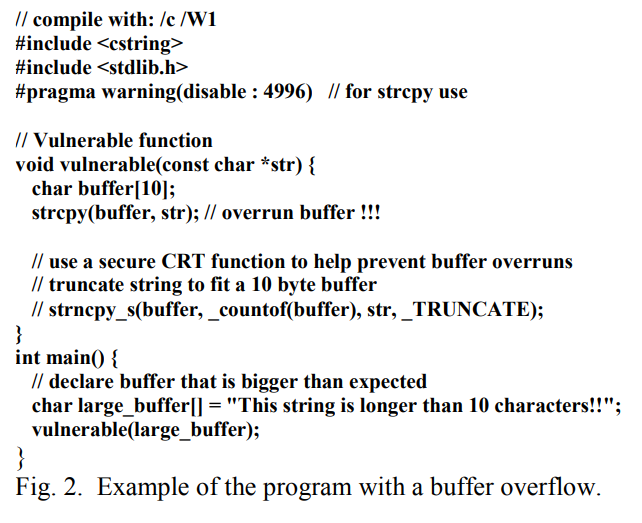 // compile with: /c /W1
#include <cstring>
#include <stdlib.h>
#pragma warning(disable : 4996)  // for strcpy use

// Vulnerable function
void vulnerable(const char *str) {
  char buffer[10];
  strcpy(buffer, str); // overrun buffer !!!

  // use a secure CRT function to help prevent buffer overruns
  // truncate string to fit a 10 byte buffer
  // strncpy_s(buffer, _countof(buffer), str, _TRUNCATE);
}
int main() {
  // declare buffer that is bigger than expected
  char large_buffer[] = "This string is longer than 10 characters!!";
  vulnerable(large_buffer);
}
Fig. 2.  Example of the program with a buffer overflow.